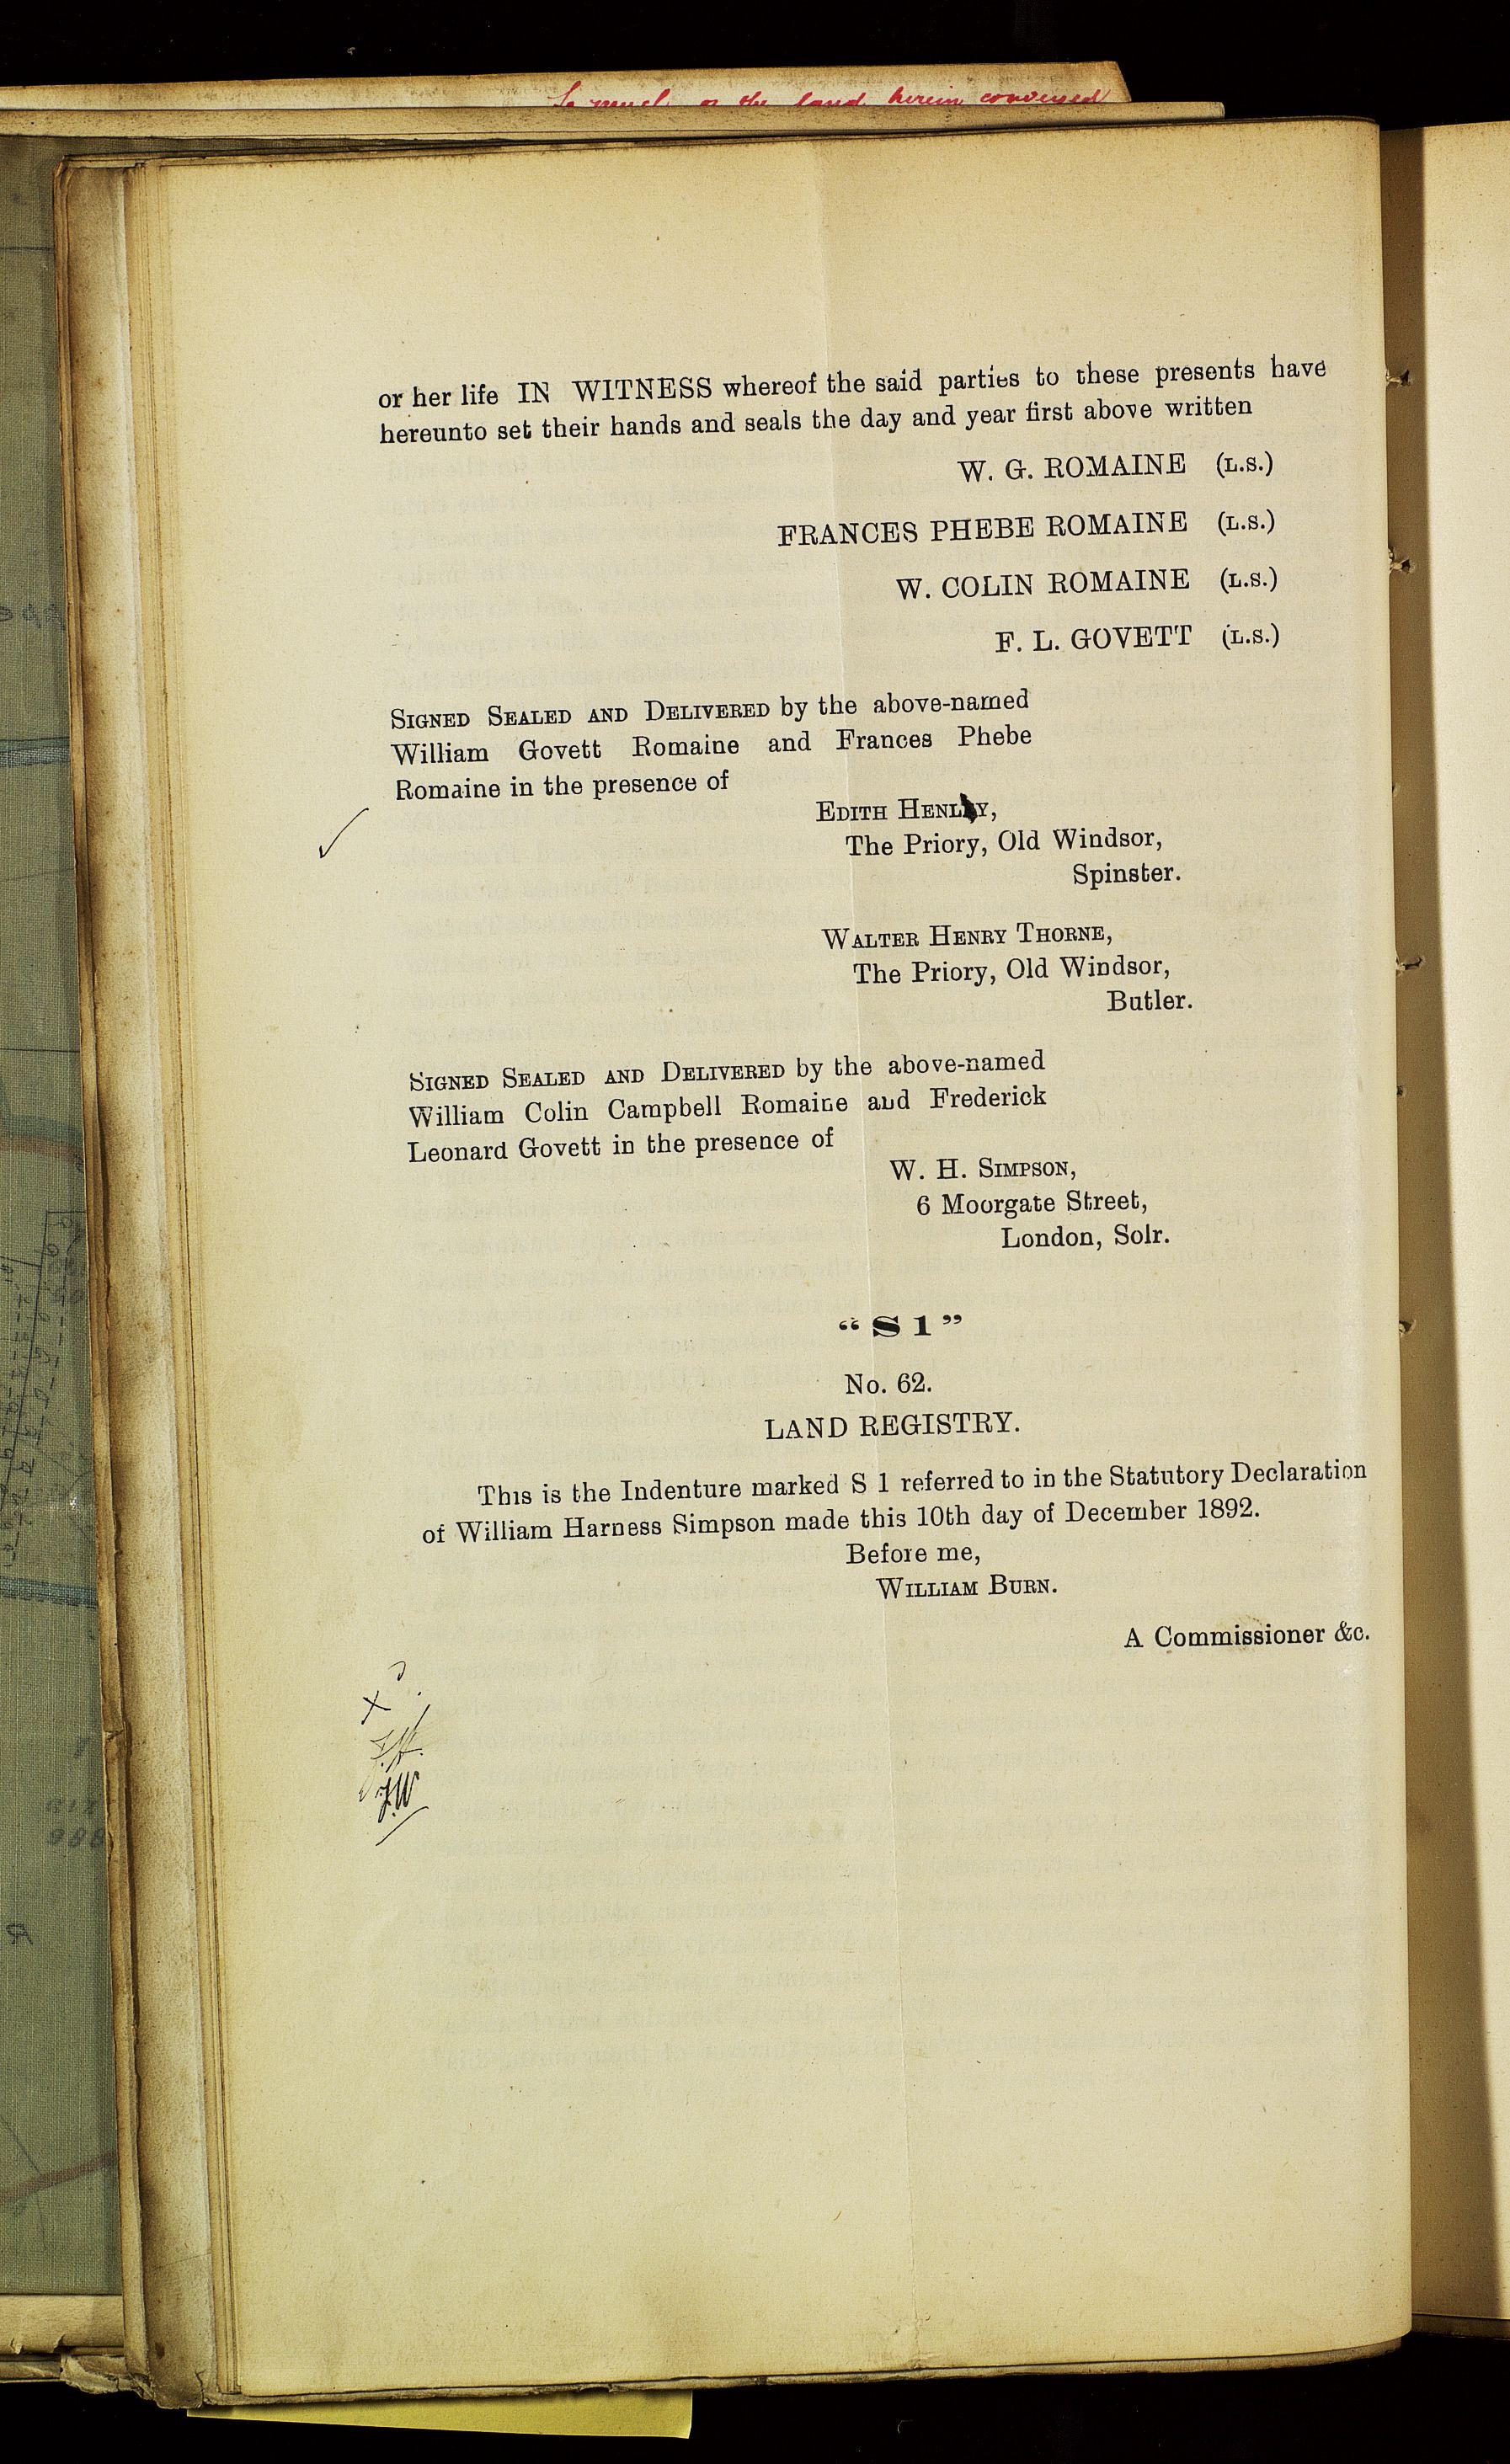 land herein conveyed
or her life IN WITNESS whereof the said parties to these presents have
hereunto set their hands and seals the day and year first above written
W. G. ROMAINE (L.S.)
FRANCES PHEBE ROMAINE (L.S.)
W. COLIN ROMAINE (L.S.)
F. L. GOVETT (L.S.)
SIGNED SEALED AND DELIVERED by the above-named
William Govett Romaine and Frances Phebe
Romaine in the presence of
EDITH
The Priory, Old Windsor,
Spinster.
WALTER HENRY THORNE,
The Priory, Old Windsor,
Butler.
SIGNED SEALED AND DELIVERED by the above-named
William Colin Campbell Romaine and Frederick
Leonard Govett in the presence of
W. H. SIMPSON,
6 Moorgate Street,
London, Solr.
“S 1”
No. 62.
LAND REGISTRY.
This is the Indenture marked S 1 referred to in the Statutory Declaration
of William Harness Simpson made this 10th day of December 1892.
Before me,
WILLIAM BURN.
A Commissioner &c.